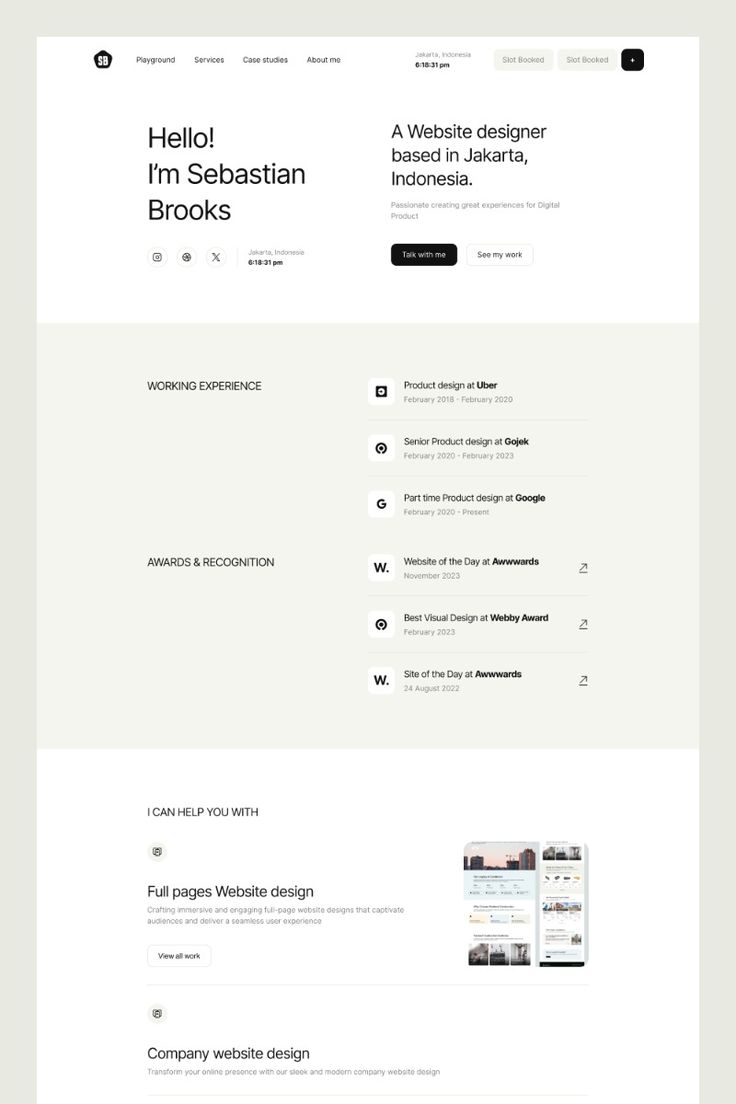 SB
Playground
Services
Case studies
About me
Jakarta, Indonesia
6:18:31 pm
Slot Booked
Slot Booked
+
Hello!
I'm Sebastian
Brooks
Jakarta, Indonesia
6:18:31 pm
A Website designer
based in Jakarta,
Indonesia.
Passionate creating great experiences for Digital
Product
Talk with me
See my work
WORKING EXPERIENCE
Product design at Uber
February 2018 - February 2020
Senior Product design at Gojek
February 2020 - February 2023
G
Part time Product design at Google
February 2020 - Present
AWARDS & RECOGNITION
W.
Website of the Day at Awwwards
November 2023
Best Visual Design at Webby Award
February 2023
W.
Site of the Day at Awwwards
24 August 2022
I CAN HELP YOU WITH
Full pages Website design
Crafting immersive and engaging full-page website designs that captivate
audiences and deliver a seamless user experience
View all work
Company website design
Transform your online presence with our sleek and modern company website design